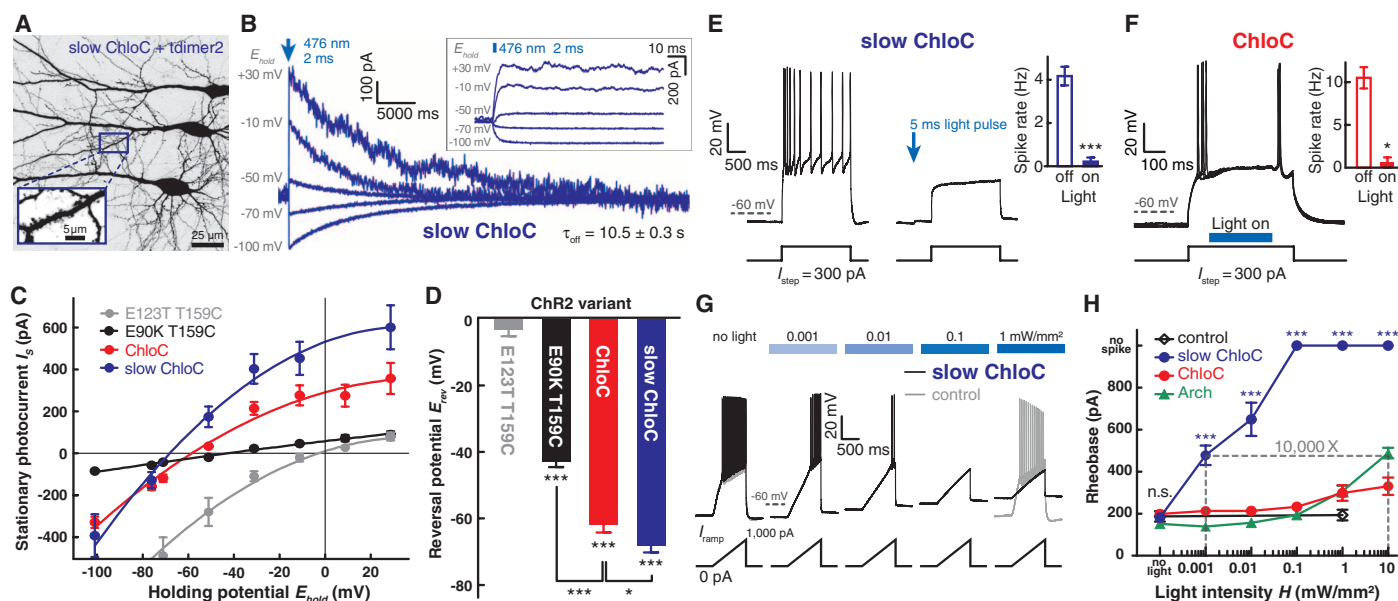 A
slow ChloC + tdimer2
5 µm
25 µm
B
476 nm
2 ms
E_hold
+30 mV
-10 mV
-50 mV
-70 mV
-100 mV
100 pA
5000 ms
E_hold
476 nm 2 ms
10 ms
200 pA
+30 mV
-10 mV
-50 mV
-70 mV
-100 mV
slow ChloC
τoff = 10.5 ± 0.3 s
C
E123T T159C
E90K T159C
ChloC
slow ChloC
Stationary photocurrent I_s (pA)
600
400
200
0
-200
-400
-100 -80 -60 -40 -20 0 20 40
Holding potential E_hold (mV)
D
ChR2 variant
Reversal potential E_rev (mV)
0
-20
-40
-60
-80
E123T T159C
E90K T159C
ChloC
slow ChloC
***
***
***
*** *
E
slow ChloC
20 mV
500 ms
-60 mV
5 ms light pulse
I_step = 300 pA
Spike rate (Hz)
4
2
0
***
off on
Light
F
ChloC
20 mV
100 ms
-60 mV
Light on
I_step = 300 pA
Spike rate (Hz)
10
5
0
*
off on
Light
G
no light 0.001 0.01 0.1 1 mW/mm²
slow ChloC
control
20 mV
500 ms
-60 mV
I_ramp
1,000 pA
0 pA
H
control
slow ChloC
ChloC
Arch
Rheobase (pA)
no spike
800
600
400
200
0
n.s.
*** *** *** *** ***
10,000 X
no light 0.001 0.01 0.1 1 10
Light intensity H (mW/mm²)